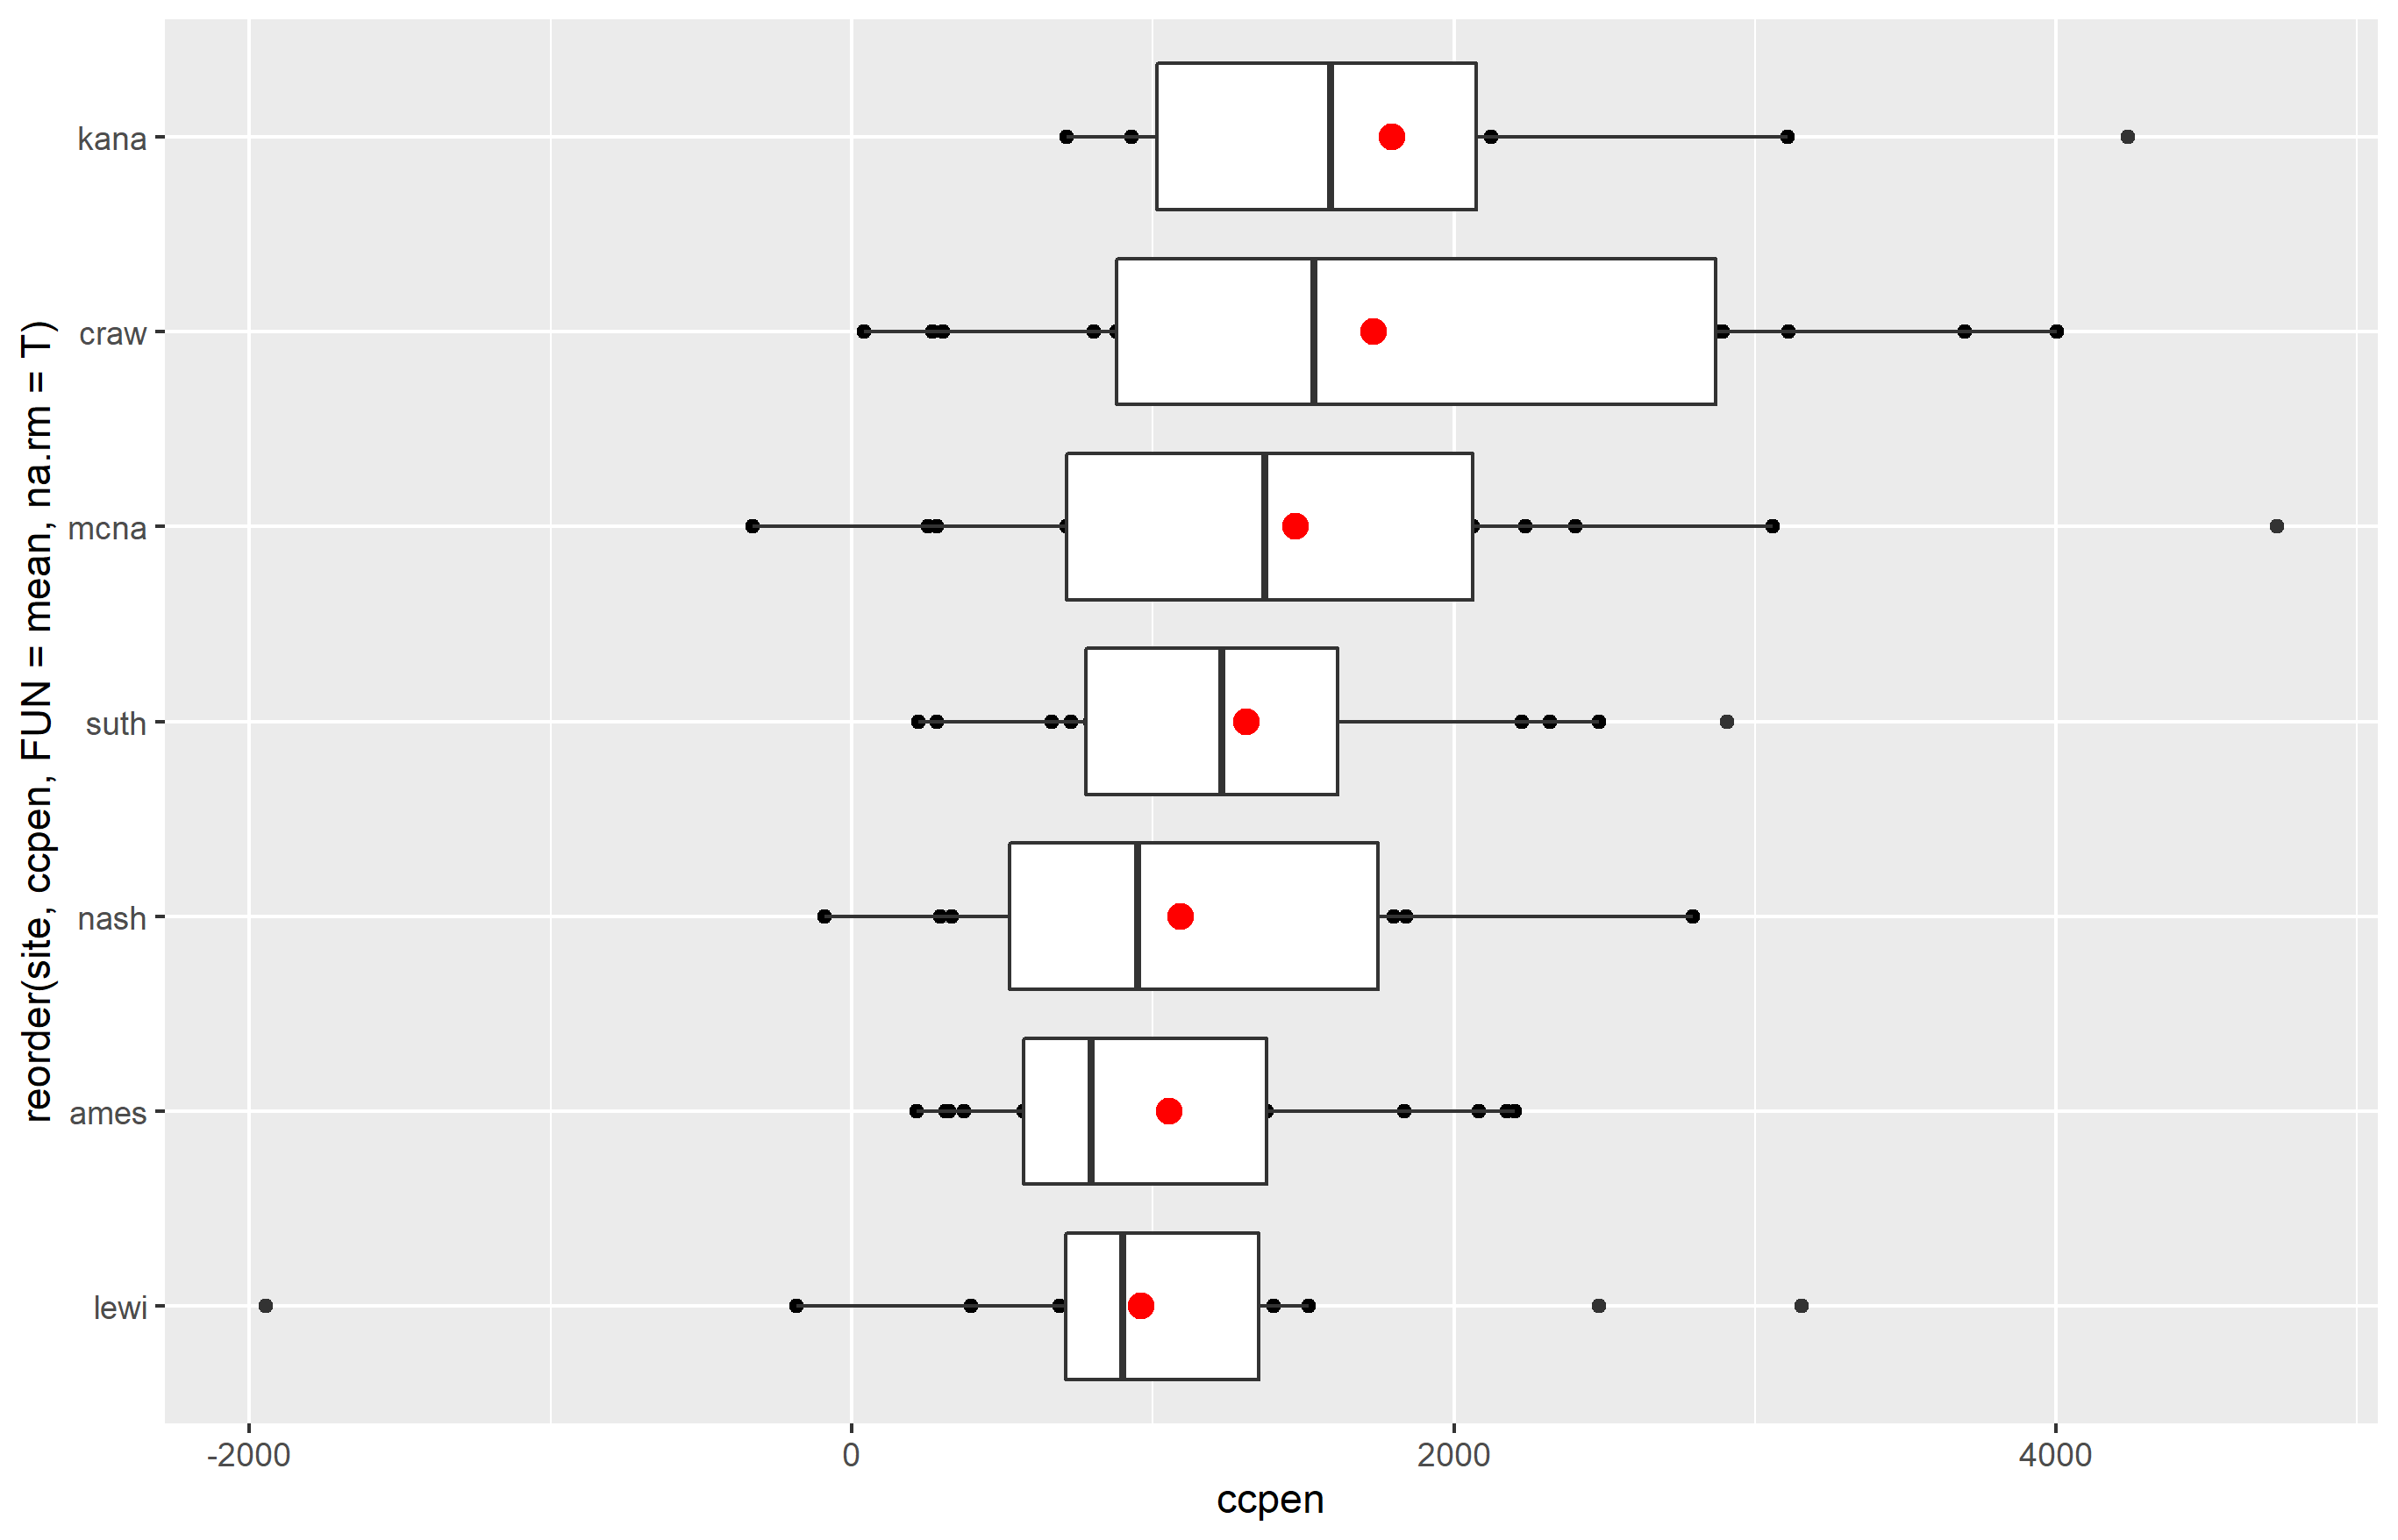 reorder(site, ccpen, FUN = mean, na.rm = T)
kana
craw
mcna
suth
nash
ames
lewi
-2000 0 2000 4000
ccpen